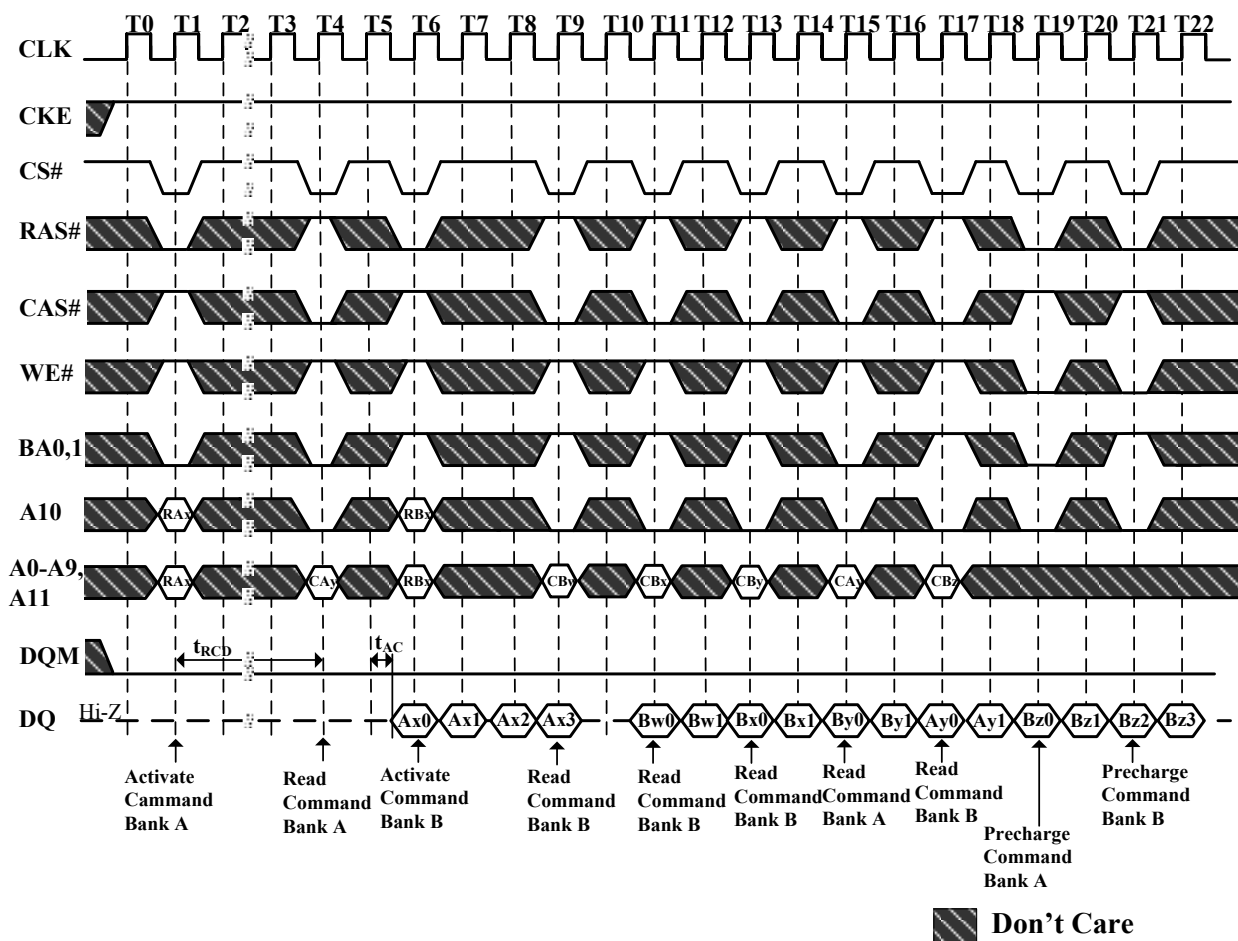 T0 T1 T2 T3 T4 T5 T6 T7 T8 T9 T10 T11 T12 T13 T14 T15 T16 T17 T18 T19 T20 T21 T22
CLK
CKE
CS#
RAS#
CAS#
WE#
BA0,1
A10 RAx RBx
A0-A9,
A11
RAx CAy RBx CBw CBx CBy CAy CBz
DQM tRCD tAC
DQ Hi-Z Ax0 Ax1 Ax2 Ax3 Bw0 Bw1 Bx0 Bx1 By0 By1 Ay0 Ay1 Bz0 Bz1 Bz2 Bz3
Activate
Cammand
Bank A
Read
Command
Bank A
Activate
Command
Bank B
Read
Command
Bank B
Read
Command
Bank B
Read
Command
Bank B
Read
Command
Bank A
Read
Command
Bank B
Precharge
Command
Bank A
Precharge
Command
Bank B
Don't Care